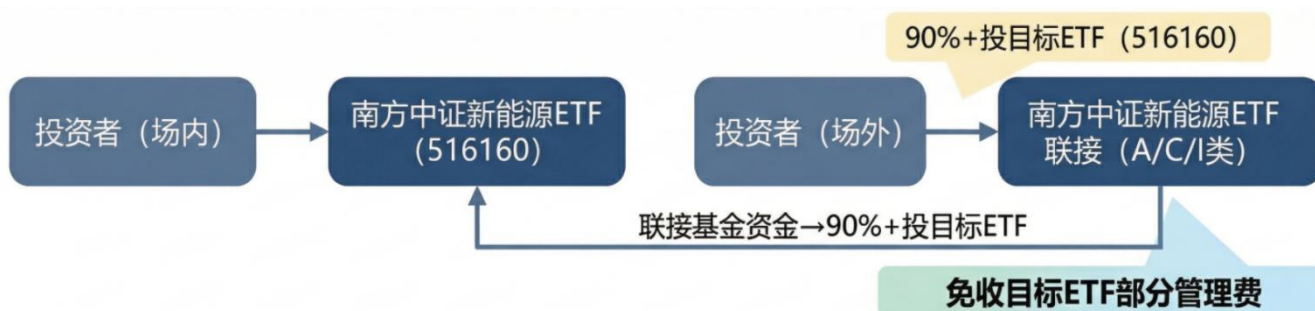 90%+投目标ETF（516160）
投资者（场内）
南方中证新能源ETF
（516160）
投资者（场外）
南方中证新能源ETF
联接（A/C/I类）
联接基金资金→90%+投目标ETF
免收目标ETF部分管理费